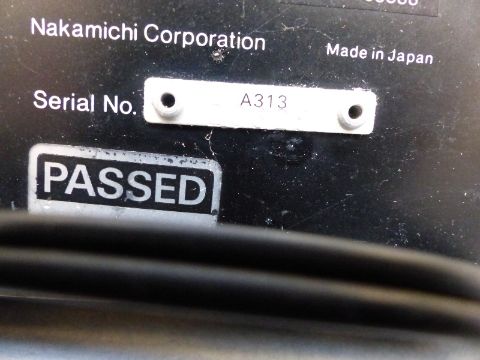 Nakamichi Corporation
Made in Japan
Serial No. A313
PASSED